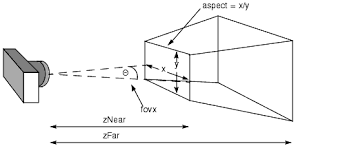 aspect = x/y
y
x
Θ
fovx
zNear
zFar